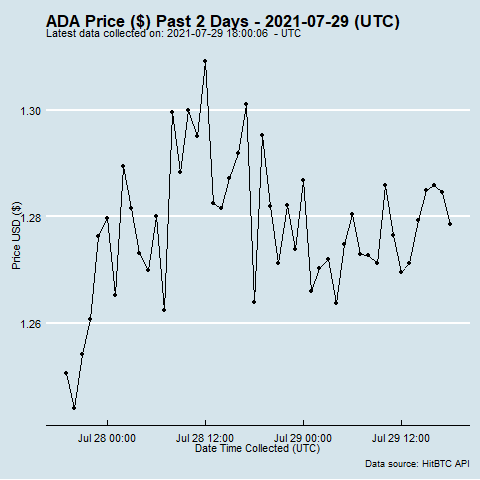 ADA Price ($) Past 2 Days - 2021-07-29 (UTC)
Latest data collected on: 2021-07-29 18:00:06  - UTC
Price USD ($)
1.30
1.28
1.26
Jul 28 00:00
Jul 28 12:00
Jul 29 00:00
Jul 29 12:00
Date Time Collected (UTC)
Data source: HitBTC API